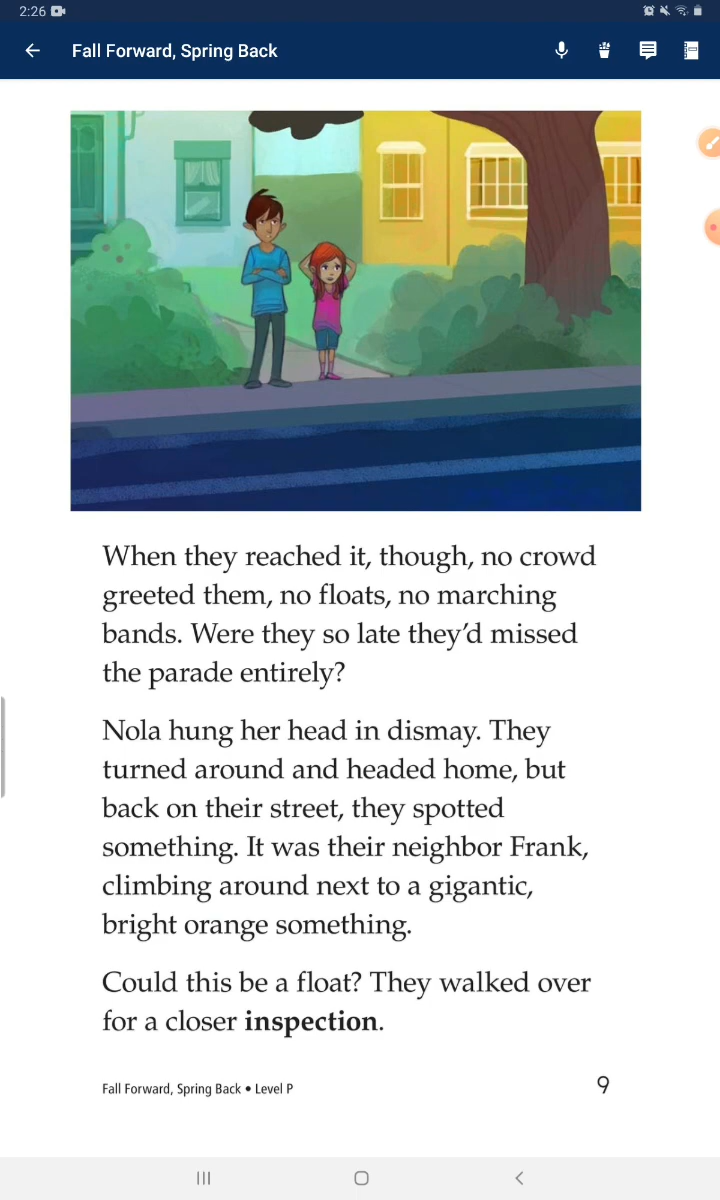 2:26
Fall Forward, Spring Back
When they reached it, though, no crowd
greeted them, no floats, no marching
bands. Were they so late they’d missed
the parade entirely?
Nola hung her head in dismay. They
turned around and headed home, but
back on their street, they spotted
something. It was their neighbor Frank,
climbing around next to a gigantic,
bright orange something.
Could this be a float? They walked over
for a closer inspection.
Fall Forward, Spring Back • Level P
9